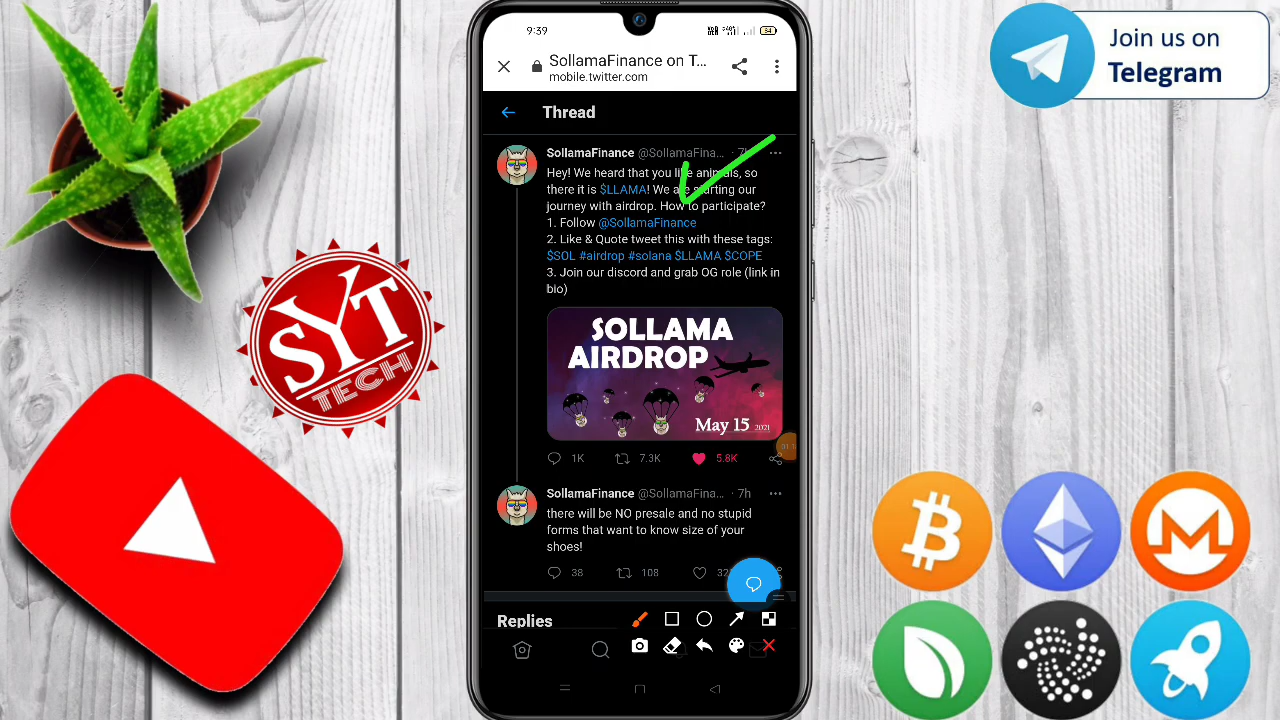 9:39
84
SollamaFinance on T...
mobile.twitter.com
Thread
SollamaFinance @SollamaFina... · 7h
Hey! We heard that you like animals, so
there it is $LLAMA! We are starting our
journey with airdrop. How to participate?
1. Follow @SollamaFinance
2. Like & Quote tweet this with these tags:
$SOL #airdrop #solana $LLAMA $COPE
3. Join our discord and grab OG role (link in
bio)
SOLLAMA
AIRDROP
May 15 2021
1K 7.3K 5.8K
SollamaFinance @SollamaFina... · 7h
there will be NO presale and no stupid
forms that want to know size of your
shoes!
38 108
Replies
SYT
TECH
Join us on
Telegram